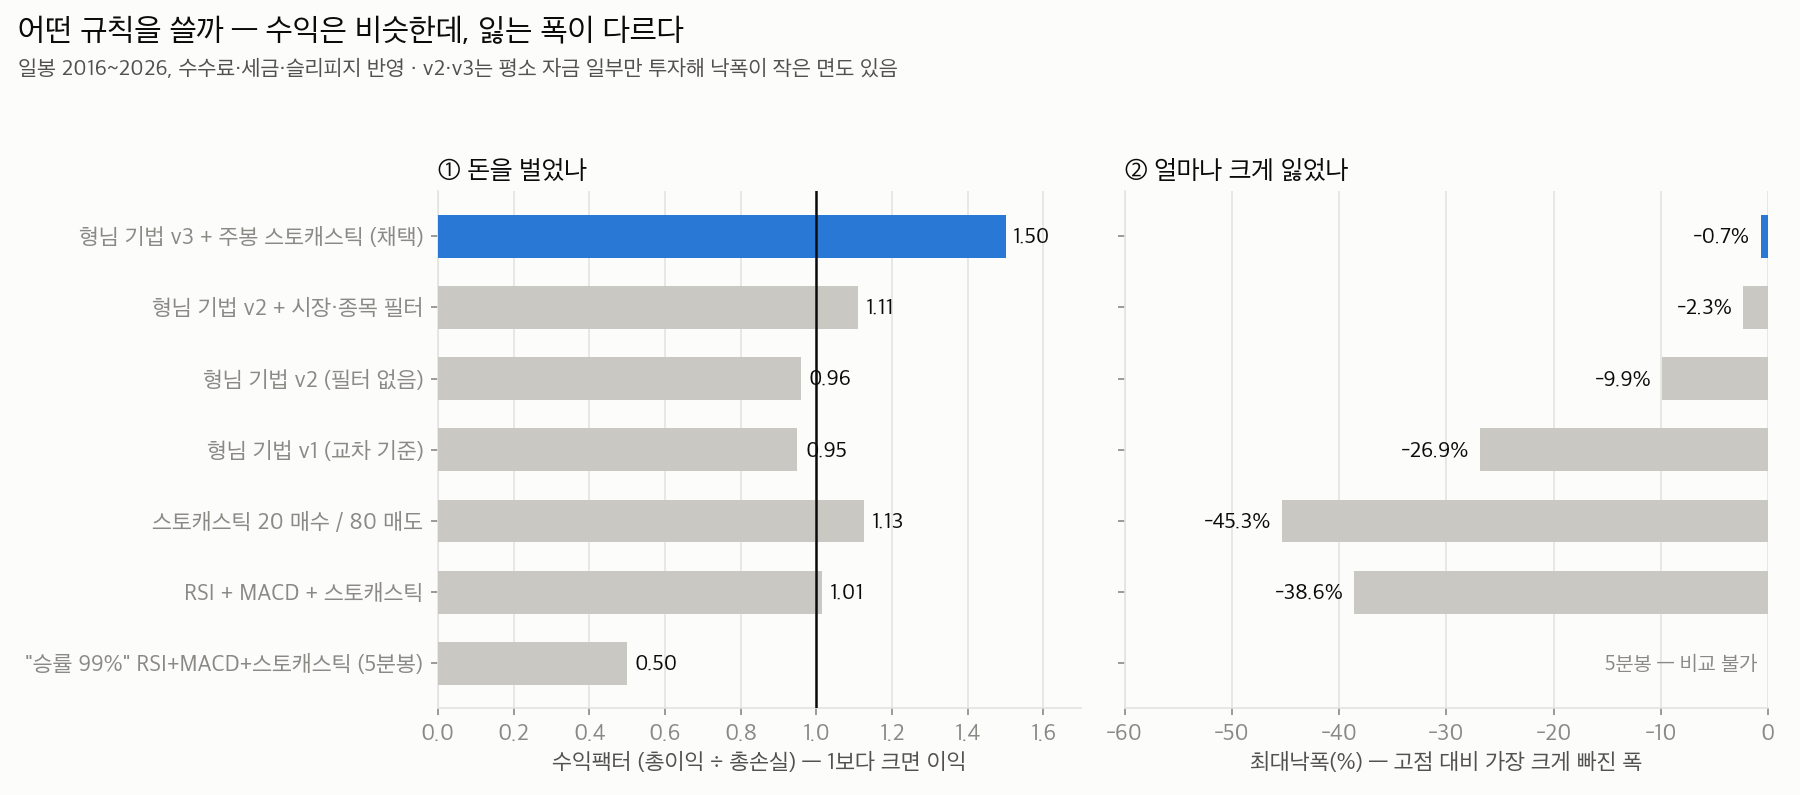 어떤 규칙을 쓸까 — 수익은 비슷한데, 잃는 폭이 다르다
일봉 2016~2026, 수수료·세금·슬리피지 반영 · v2·v3는 평소 자금 일부만 투자해 낙폭이 작은 면도 있음
① 돈을 벌었나
형님 기법 v3 + 주봉 스토캐스틱 (채택)
1.50
형님 기법 v2 + 시장·종목 필터
1.11
형님 기법 v2 (필터 없음)
0.96
형님 기법 v1 (교차 기준)
0.95
스토캐스틱 20 매수 / 80 매도
1.13
RSI + MACD + 스토캐스틱
1.01
"승률 99%" RSI+MACD+스토캐스틱 (5분봉)
0.50
0.0 0.2 0.4 0.6 0.8 1.0 1.2 1.4 1.6
수익팩터 (총이익 ÷ 총손실) — 1보다 크면 이익
② 얼마나 크게 잃었나
-0.7%
-2.3%
-9.9%
-26.9%
-45.3%
-38.6%
5분봉 — 비교 불가
-60 -50 -40 -30 -20 -10 0
최대낙폭(%) — 고점 대비 가장 크게 빠진 폭